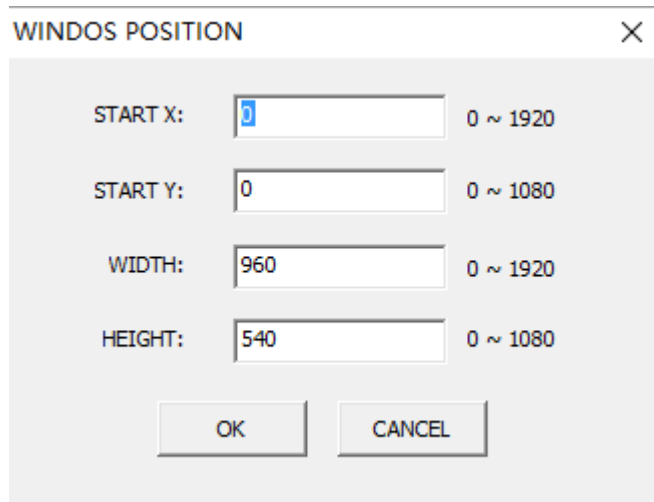 WINDOS POSITION
START X: 0 0 ~ 1920
START Y: 0 0 ~ 1080
WIDTH: 960 0 ~ 1920
HEIGHT: 540 0 ~ 1080
OK CANCEL